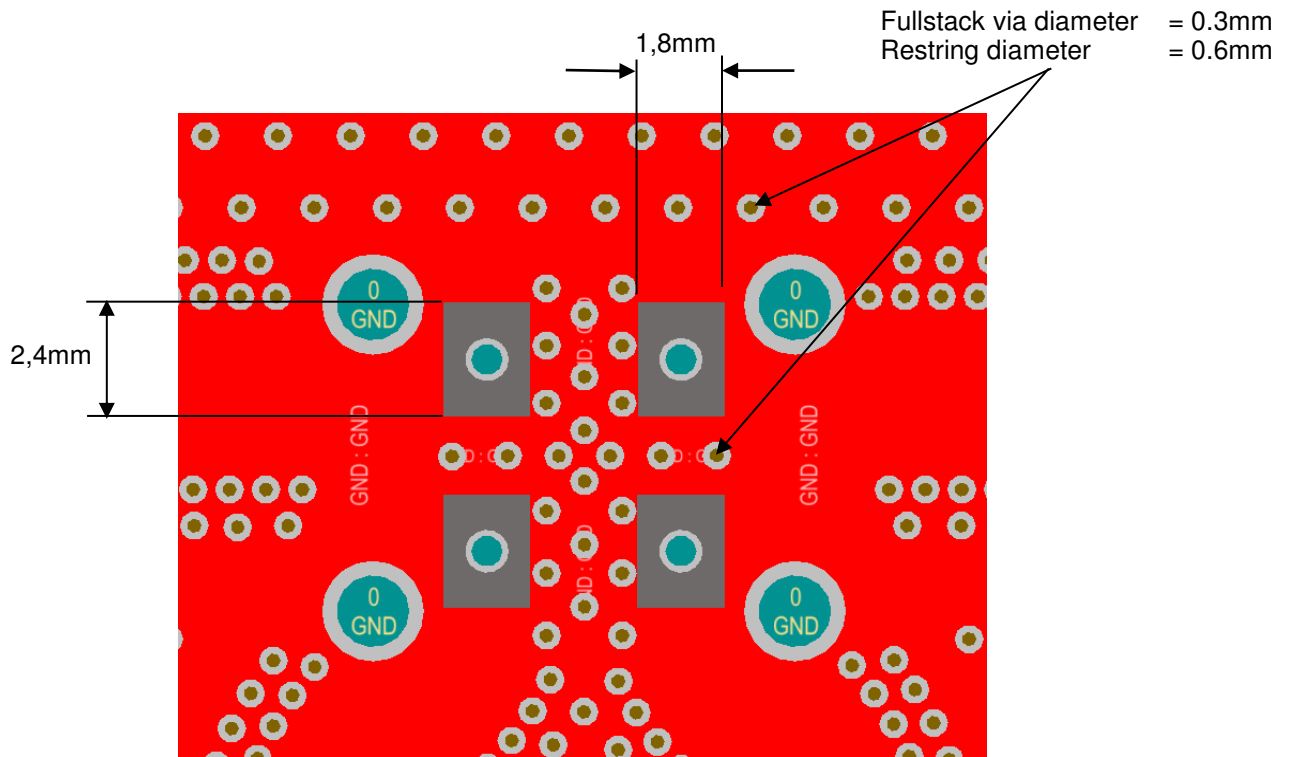 Fullstack via diameter = 0.3mm
Restring diameter = 0.6mm
1,8mm
0
GND
0
GND
2,4mm
GND : GND
GND : GND
0
GND
0
GND